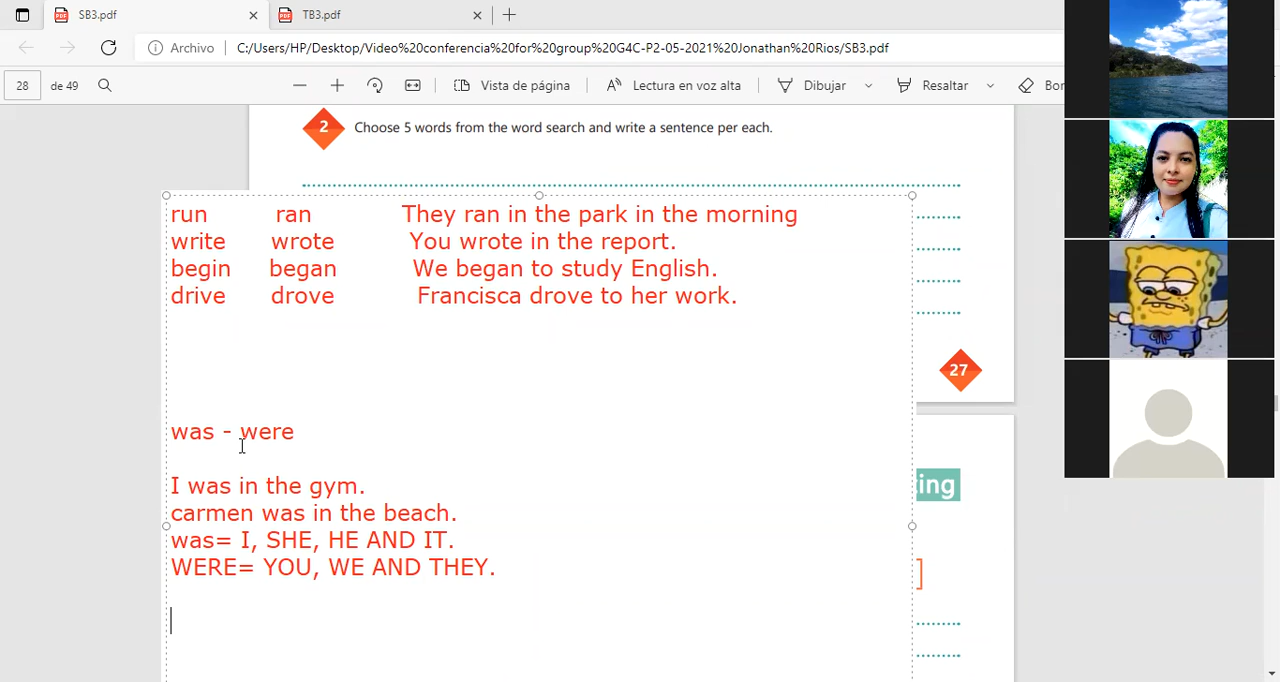 SB3.pdf
TB3.pdf
Archivo
C:/Users/HP/Desktop/Video%20conferencia%20for%20group%20G4C-P2-05-2021%20Jonathan%20Rios/SB3.pdf
28 de 49
Vista de página
Lectura en voz alta
Dibujar
Resaltar
Bor
2 Choose 5 words from the word search and write a sentence per each.
run ran They ran in the park in the morning
write wrote You wrote in the report.
begin began We began to study English.
drive drove Francisca drove to her work.
27
was - were
I was in the gym.
carmen was in the beach.
was= I, SHE, HE AND IT.
WERE= YOU, WE AND THEY.
ing
]